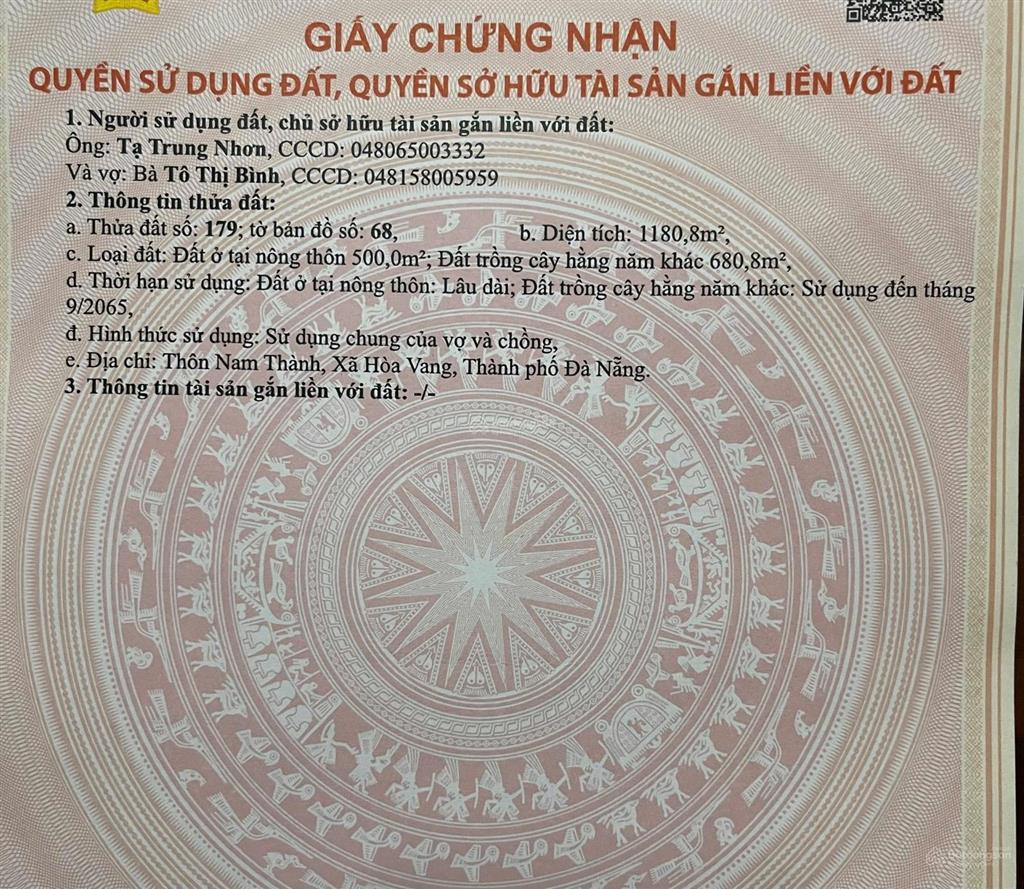 GIẤY CHỨNG NHẬN
QUYỀN SỬ DỤNG ĐẤT, QUYỀN SỞ HỮU TÀI SẢN GẮN LIỀN VỚI ĐẤT
1. Người sử dụng đất, chủ sở hữu tài sản gắn liền với đất:
Ông: Tạ Trung Nhơn, CCCD: 048065003332
Và vợ: Bà Tô Thị Bình, CCCD: 048158005959
2. Thông tin thửa đất:
a. Thửa đất số: 179; tờ bản đồ số: 68, b. Diện tích: 1180,8m²,
c. Loại đất: Đất ở tại nông thôn 500,0m²; Đất trồng cây hằng năm khác 680,8m²,
d. Thời hạn sử dụng: Đất ở tại nông thôn: Lâu dài; Đất trồng cây hằng năm khác: Sử dụng đến tháng
9/2065,
đ. Hình thức sử dụng: Sử dụng chung của vợ và chồng,
e. Địa chỉ: Thôn Nam Thành, Xã Hòa Vang, Thành phố Đà Nẵng.
3. Thông tin tài sản gắn liền với đất: -/-